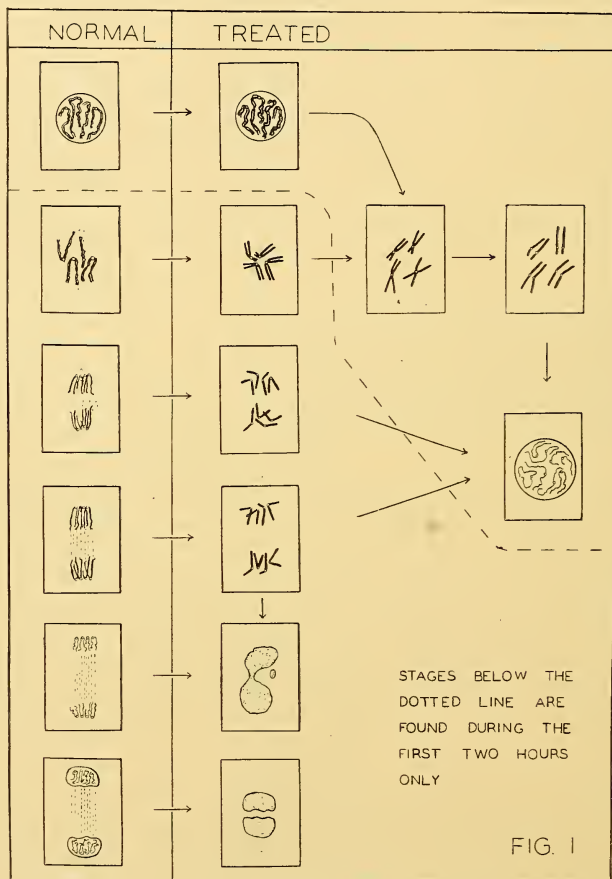 NORMAL
TREATED
STAGES BELOW THE
DOTTED LINE ARE
FOUND DURING THE
FIRST TWO HOURS
ONLY
FIG. 1